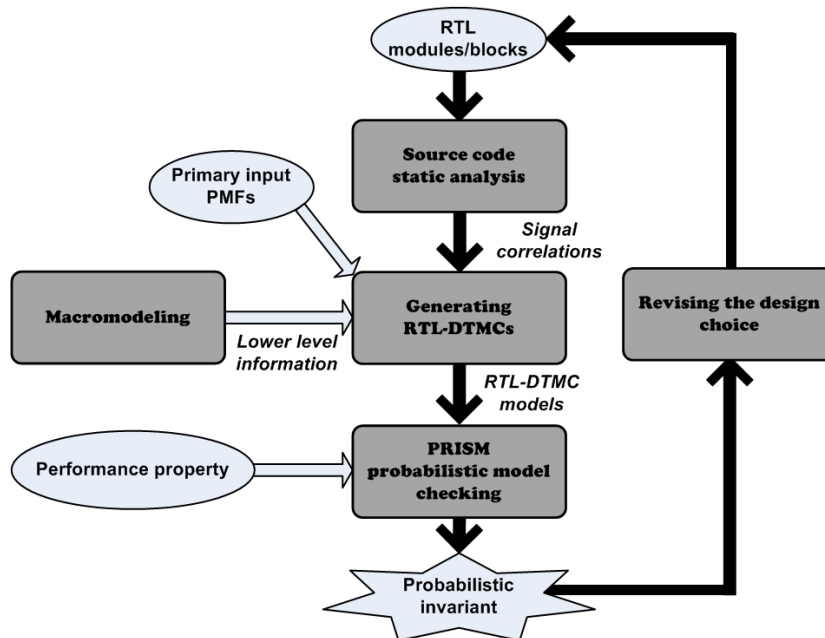 RTL
modules/blocks
Source code
static analysis
Primary input
PMFs
Signal
correlations
Macromodeling
Lower level
information
Generating
RTL-DTMCs
Revising the design
choice
RTL-DTMC
models
Performance property
PRISM
probabilistic model
checking
Probabilistic
invariant